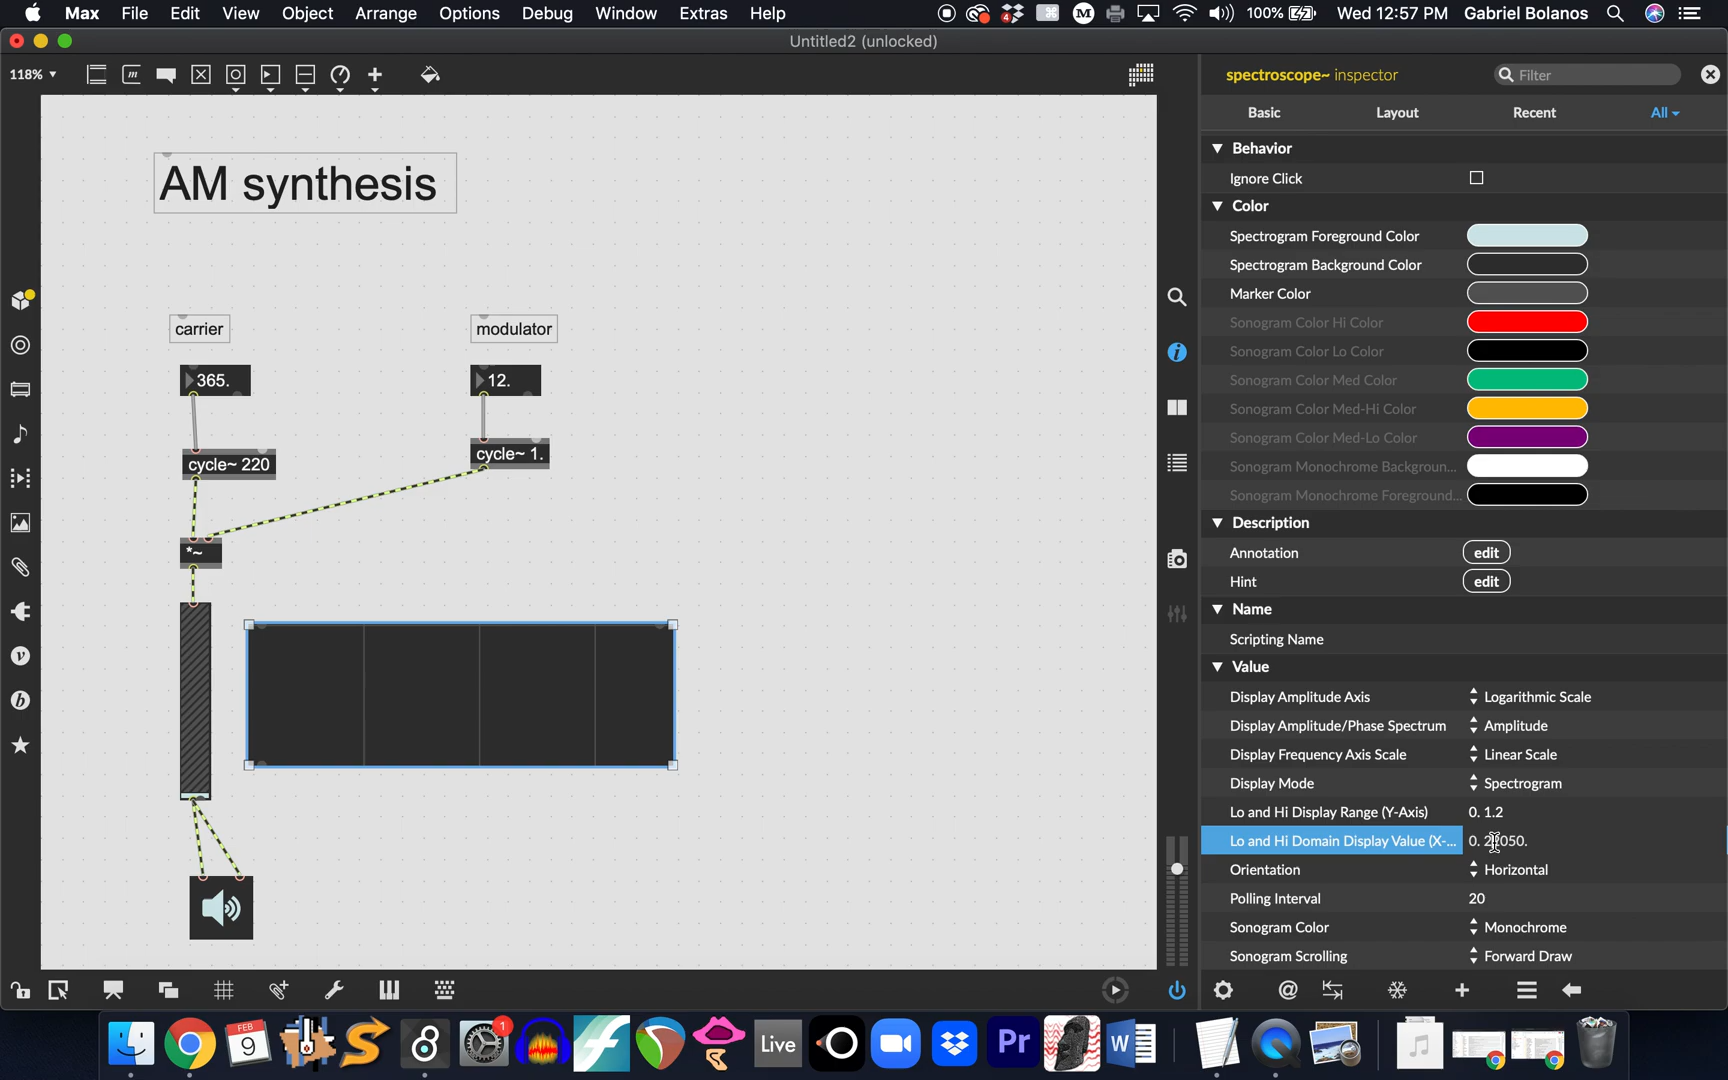 Max File Edit View Object Arrange Options Debug Window Extras Help 4 M 100% Wed 12:57 PM Gabriel Bolanos
Untitled2 (unlocked)
118%
m
spectroscope~ inspector
Filter
Basic Layout Recent All
AM synthesis
carrier
modulator
365.
12.
cycle~ 220
cycle~ 1.
*~
Behavior
Ignore Click
Color
Spectrogram Foreground Color
Spectrogram Background Color
Marker Color
Sonogram Color Hi Color
Sonogram Color Lo Color
Sonogram Color Med Color
Sonogram Color Med-Hi Color
Sonogram Color Med-Lo Color
Sonogram Monochrome Backgroun...
Sonogram Monochrome Foreground...
Description
Annotation edit
Hint edit
Name
Scripting Name
Value
Display Amplitude Axis Logarithmic Scale
Display Amplitude/Phase Spectrum Amplitude
Display Frequency Axis Scale Linear Scale
Display Mode Spectrogram
Lo and Hi Display Range (Y-Axis) 0. 1.2
Lo and Hi Domain Display Value (X-... 0.
Orientation Horizontal
Polling Interval 20
Sonogram Color Monochrome
Sonogram Scrolling Forward Draw
v
b
i
@
FEB
9
8
1
Live
Pr
W